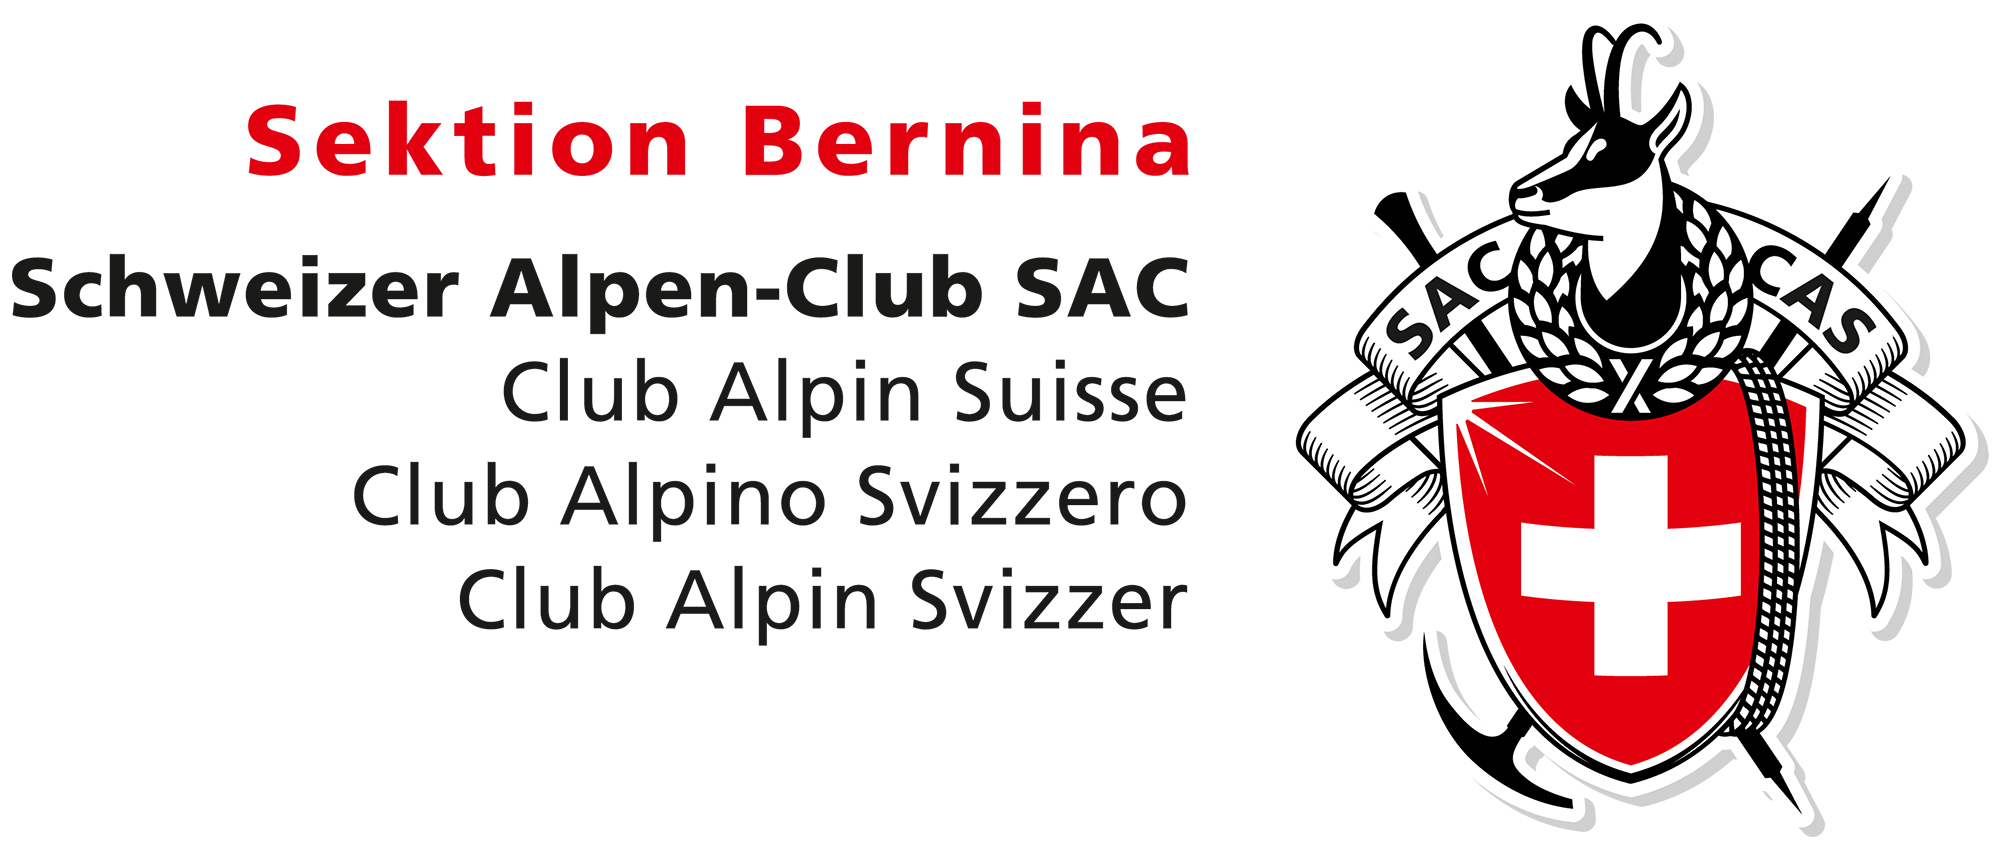 Sektion Bernina
Schweizer Alpen-Club SAC
Club Alpin Suisse
Club Alpino Svizzero
Club Alpin Svizzer
SAC CAS